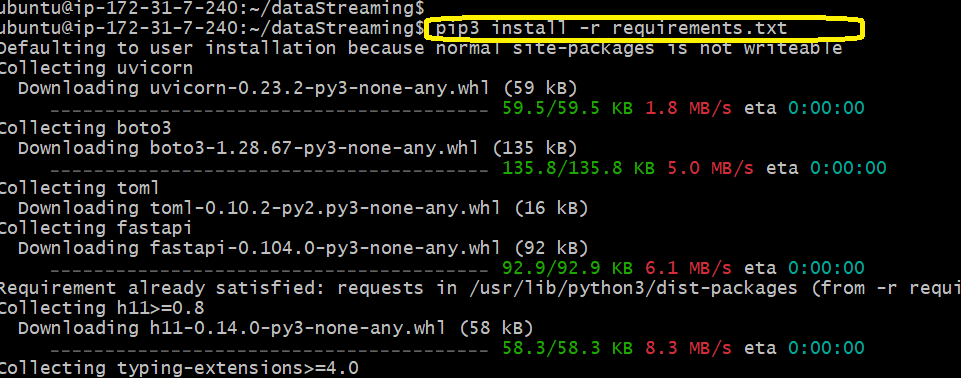 ubuntu@ip-172-31-7-240:~/dataStreaming$
ubuntu@ip-172-31-7-240:~/dataStreaming$ pip3 install -r requirements.txt
Defaulting to user installation because normal site-packages is not writeable
Collecting uvicorn
  Downloading uvicorn-0.23.2-py3-none-any.whl (59 kB)
     ---------------------------------------- 59.5/59.5 KB 1.8 MB/s eta 0:00:00
Collecting boto3
  Downloading boto3-1.28.67-py3-none-any.whl (135 kB)
     ---------------------------------------- 135.8/135.8 KB 5.0 MB/s eta 0:00:00
Collecting toml
  Downloading toml-0.10.2-py2.py3-none-any.whl (16 kB)
Collecting fastapi
  Downloading fastapi-0.104.0-py3-none-any.whl (92 kB)
     ---------------------------------------- 92.9/92.9 KB 6.1 MB/s eta 0:00:00
Requirement already satisfied: requests in /usr/lib/python3/dist-packages (from -r requi
Collecting h11>=0.8
  Downloading h11-0.14.0-py3-none-any.whl (58 kB)
     ---------------------------------------- 58.3/58.3 KB 8.3 MB/s eta 0:00:00
Collecting typing-extensions>=4.0